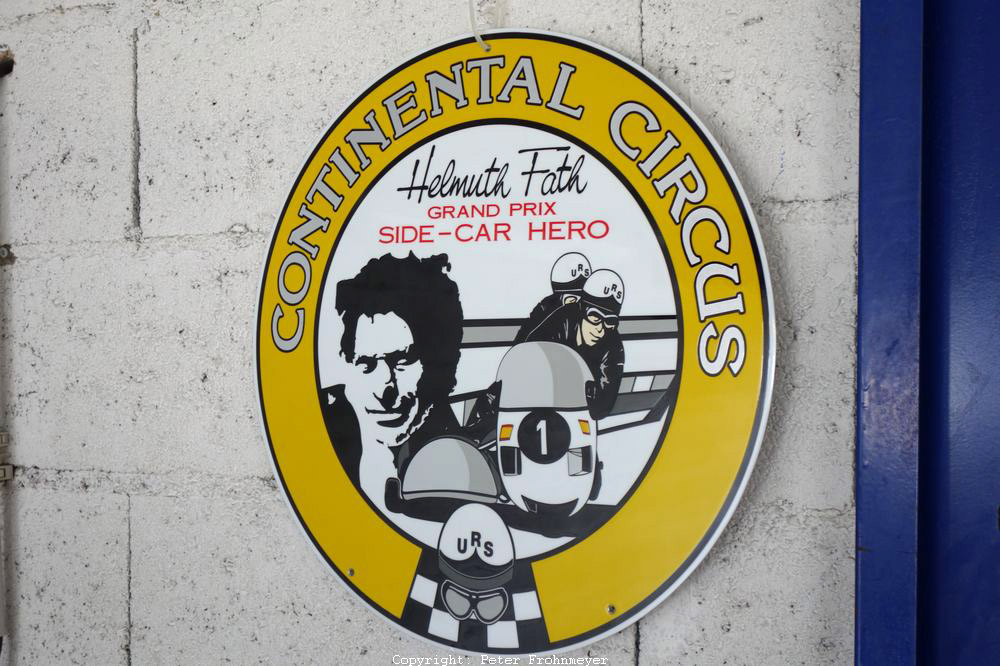 CONTINENTAL CIRCUS
Helmuth Fath
GRAND PRIX
SIDE-CAR HERO
URS
URS
1
URS
Copyright: Peter Frohnmeyer